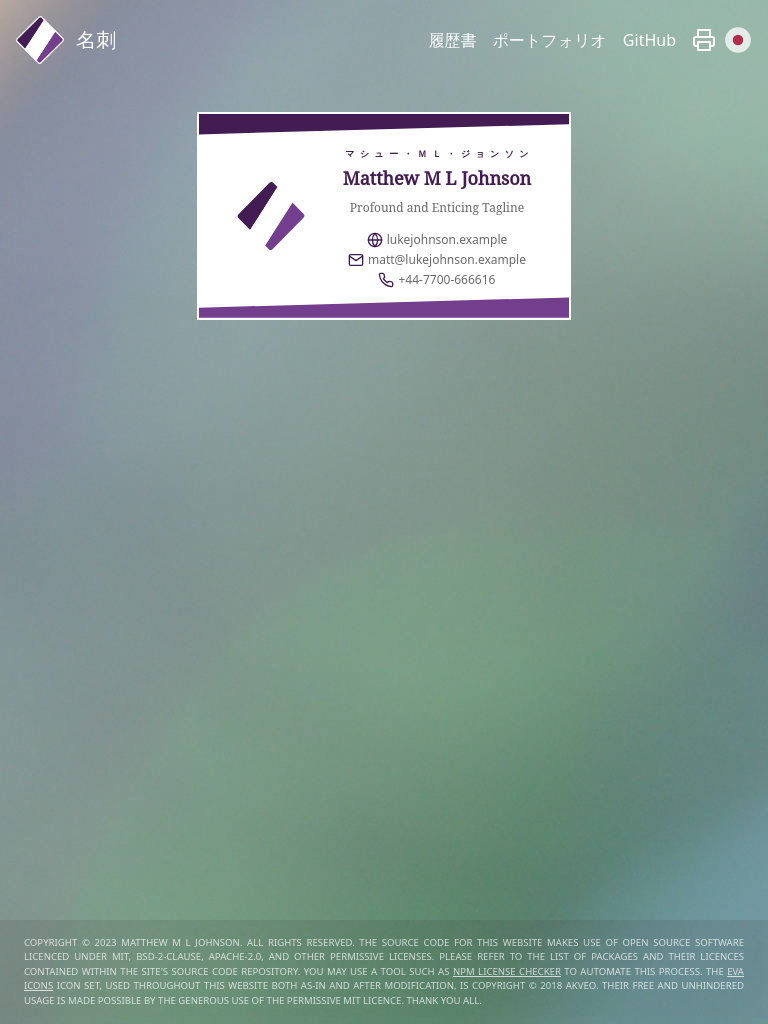 名刺
履歴書 ポートフォリオ GitHub
マシュー・ＭＬ・ジョンソン
Matthew M L Johnson
Profound and Enticing Tagline
lukejohnson.example
matt@lukejohnson.example
+44-7700-666616
COPYRIGHT © 2023 MATTHEW M L JOHNSON. ALL RIGHTS RESERVED. THE SOURCE CODE FOR THIS WEBSITE MAKES USE OF OPEN SOURCE SOFTWARE
LICENCED UNDER MIT, BSD-2-CLAUSE, APACHE-2.0, AND OTHER PERMISSIVE LICENSES. PLEASE REFER TO THE LIST OF PACKAGES AND THEIR LICENCES
CONTAINED WITHIN THE SITE'S SOURCE CODE REPOSITORY. YOU MAY USE A TOOL SUCH AS NPM LICENSE CHECKER TO AUTOMATE THIS PROCESS. THE EVA
ICONS ICON SET, USED THROUGHOUT THIS WEBSITE BOTH AS-IN AND AFTER MODIFICATION, IS COPYRIGHT © 2018 AKVEO. THEIR FREE AND UNHINDERED
USAGE IS MADE POSSIBLE BY THE GENEROUS USE OF THE PERMISSIVE MIT LICENCE. THANK YOU ALL.